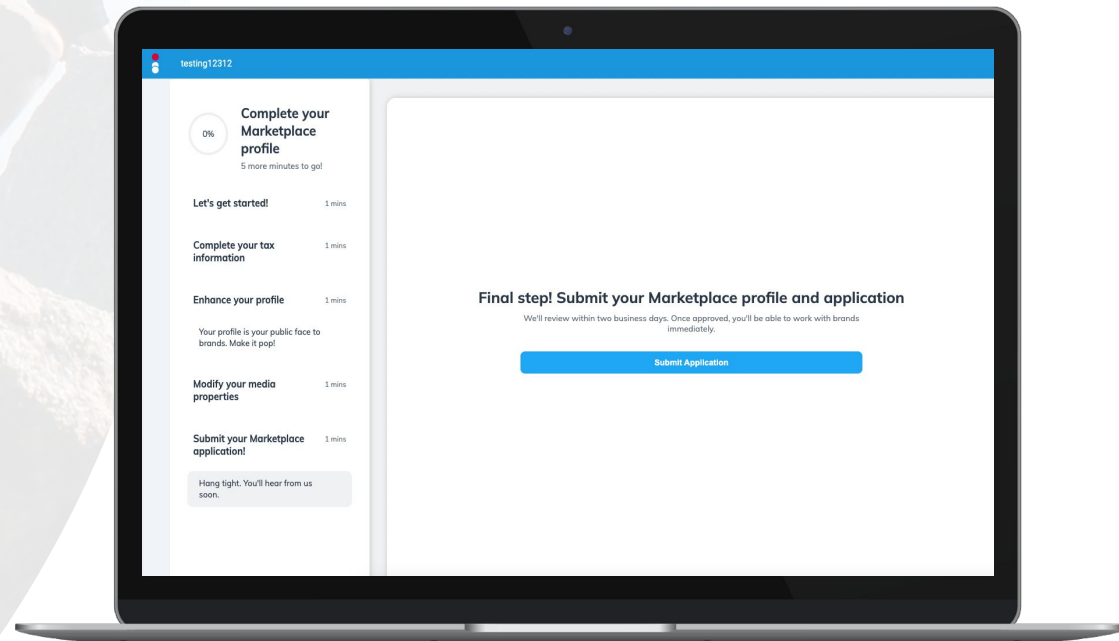 testing12312
0%
Complete your
Marketplace
profile
5 more minutes to go!
Let's get started!
1 mins
Complete your tax
information
1 mins
Enhance your profile
1 mins
Your profile is your public face to
brands. Make it pop!
Modify your media
properties
1 mins
Submit your Marketplace
application!
1 mins
Hang tight. You'll hear from us
soon.
Final step! Submit your Marketplace profile and application
We'll review within two business days. Once approved, you'll be able to work with brands
immediately.
Submit Application